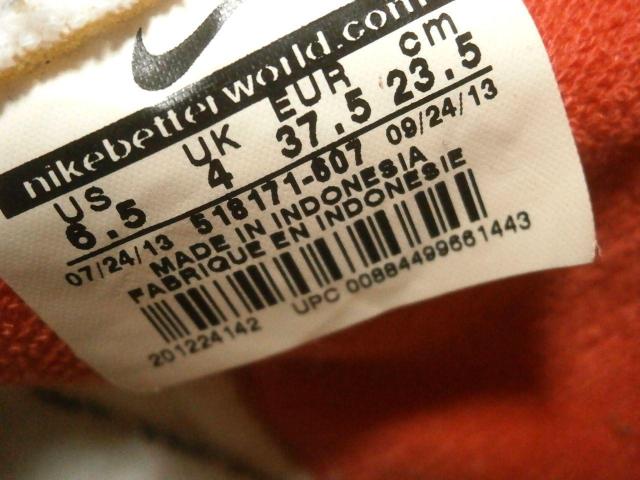 nikebetterworld.com
US UK EUR cm
6.5 4 37.5 23.5
07/24/13 518171-607 09/24/13
MADE IN INDONESIA
FABRIQUE EN INDONESIE
201224142 UPC 00884499661443